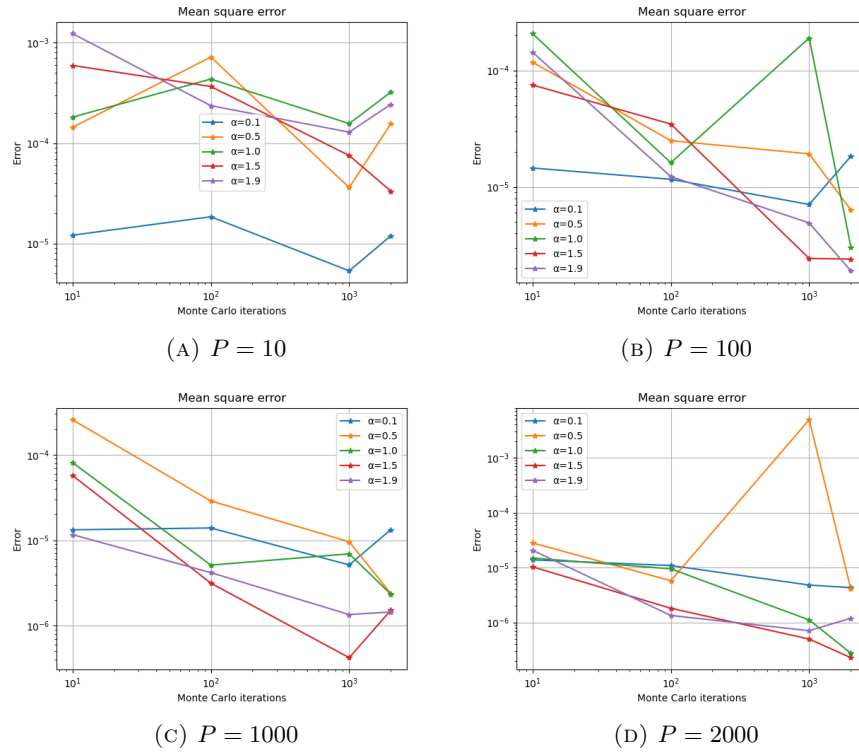 Mean square error
Error
10⁻³
10⁻⁴
10⁻⁵
α=0.1
α=0.5
α=1.0
α=1.5
α=1.9
10¹
10²
10³
Monte Carlo iterations
(A) P = 10
Mean square error
Error
10⁻⁴
10⁻⁵
α=0.1
α=0.5
α=1.0
α=1.5
α=1.9
10¹
10²
10³
Monte Carlo iterations
(B) P = 100
Mean square error
Error
10⁻⁴
10⁻⁵
10⁻⁶
α=0.1
α=0.5
α=1.0
α=1.5
α=1.9
10¹
10²
10³
Monte Carlo iterations
(C) P = 1000
Mean square error
Error
10⁻³
10⁻⁴
10⁻⁵
10⁻⁶
α=0.1
α=0.5
α=1.0
α=1.5
α=1.9
10¹
10²
10³
Monte Carlo iterations
(D) P = 2000